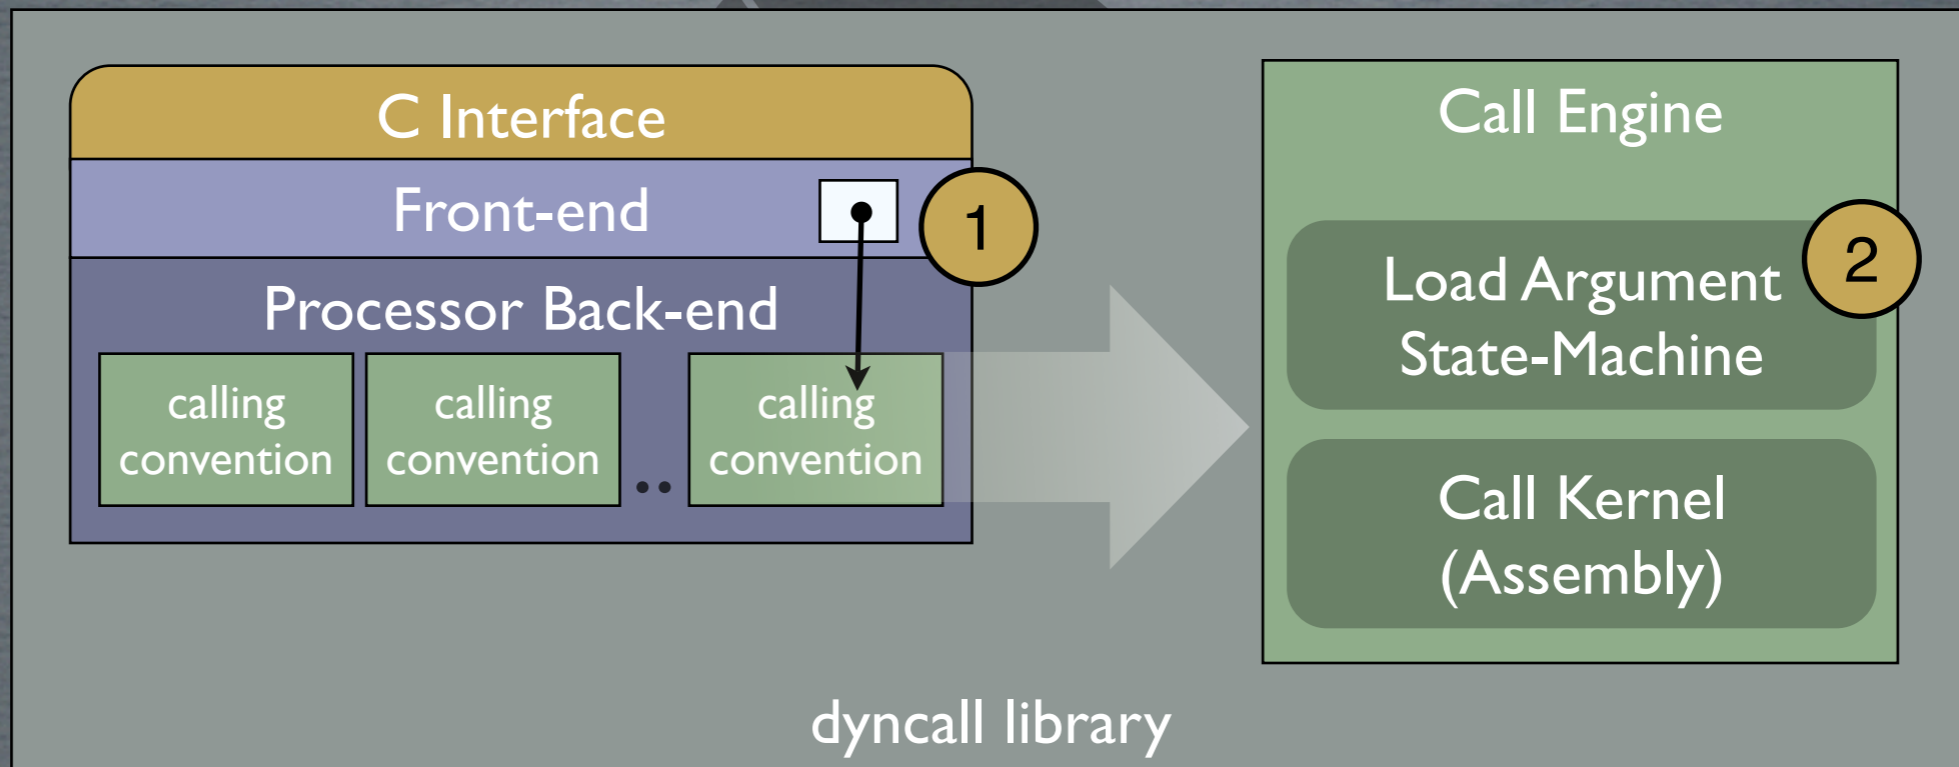 C Interface
Front-end
1
Processor Back-end
calling
convention
calling
convention
..
calling
convention
Call Engine
Load Argument
State-Machine
2
Call Kernel
(Assembly)
dyncall library